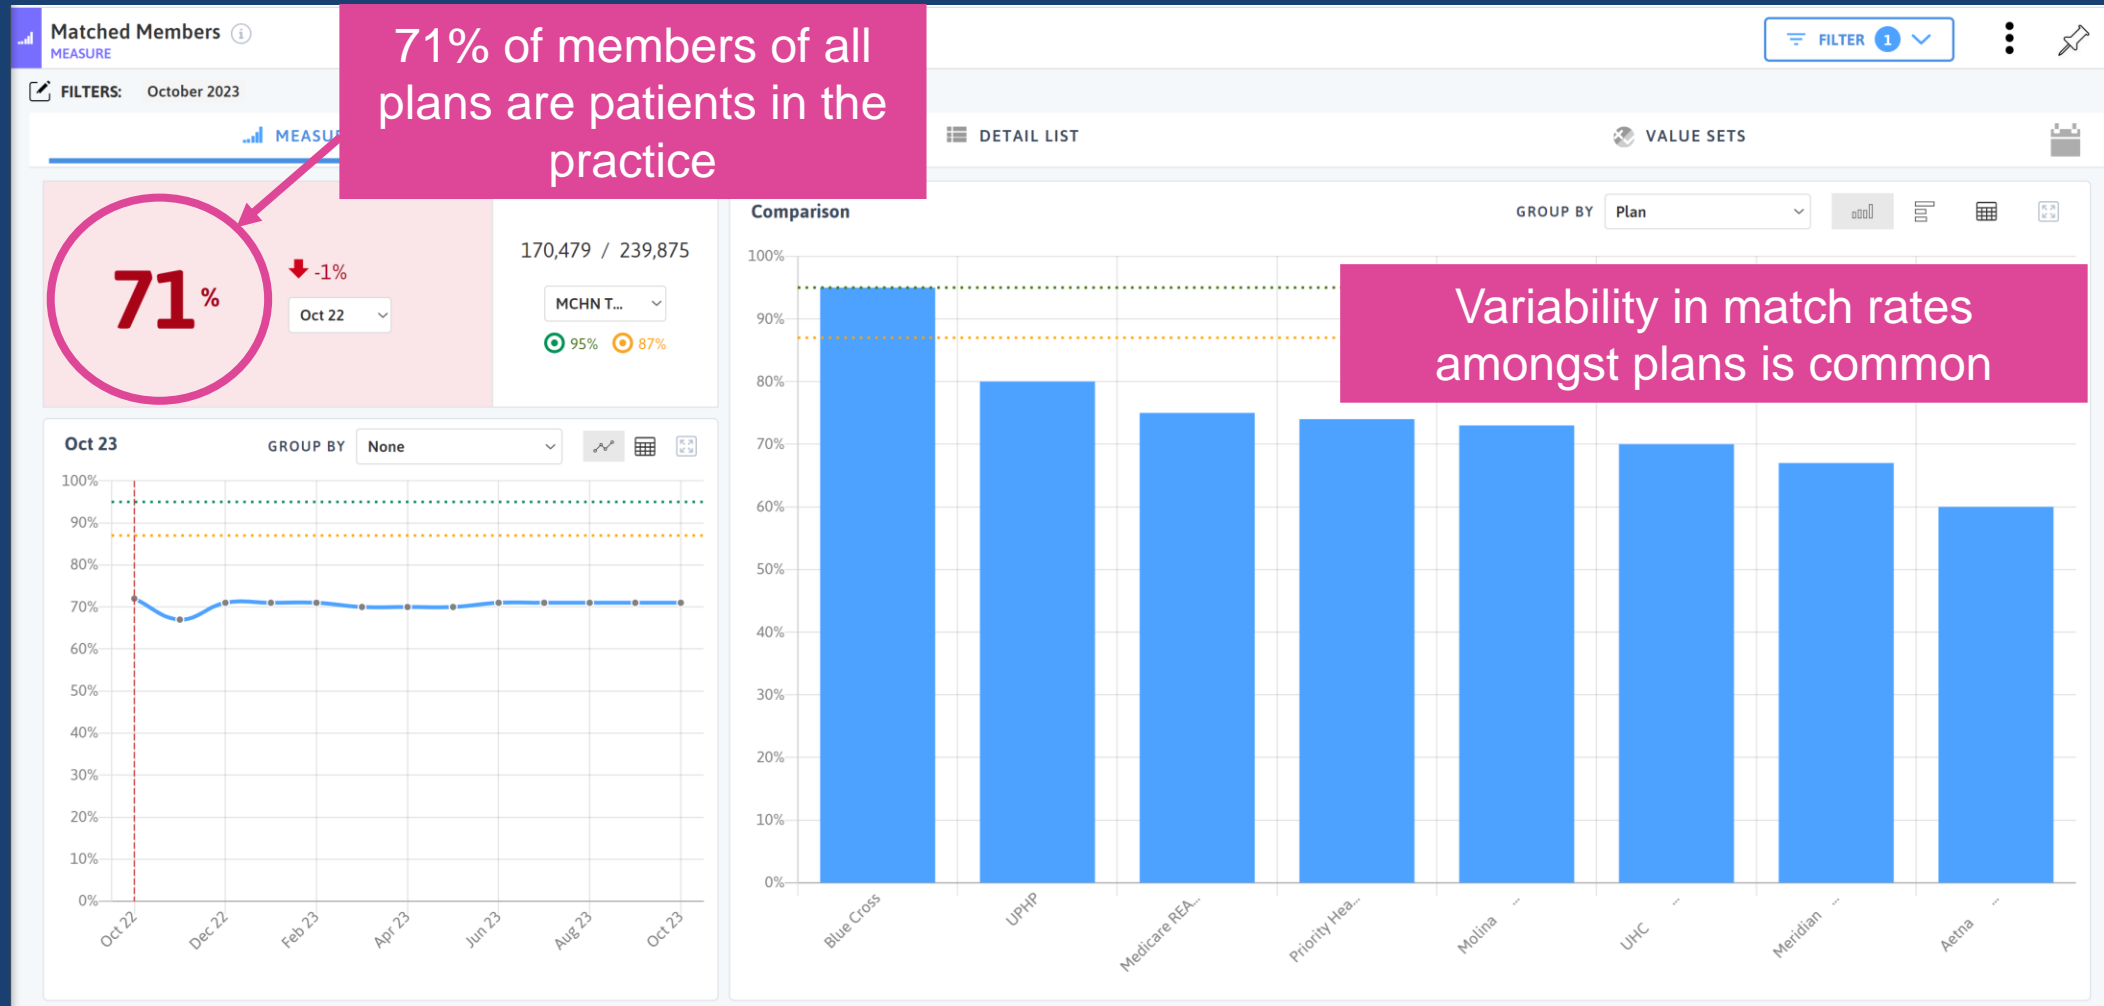 Matched Members
MEASURE
71% of members of all
plans are patients in the
practice
FILTER 1
FILTERS: October 2023
DETAIL LIST
VALUE SETS
71%
-1%
Oct 22
170,479 / 239,875
MCHN T...
95% 87%
Comparison
GROUP BY Plan
Variability in match rates
amongst plans is common
100%
90%
80%
70%
60%
50%
40%
30%
20%
10%
0%
Blue Cross
UPHP
Medicare REA...
Priority Hea...
Molina ...
UHC ...
Meridian ...
Aetna ...
Oct 23
GROUP BY None
100%
90%
80%
70%
60%
50%
40%
30%
20%
10%
0%
Oct 22
Dec 22
Feb 23
Apr 23
Jun 23
Aug 23
Oct 23